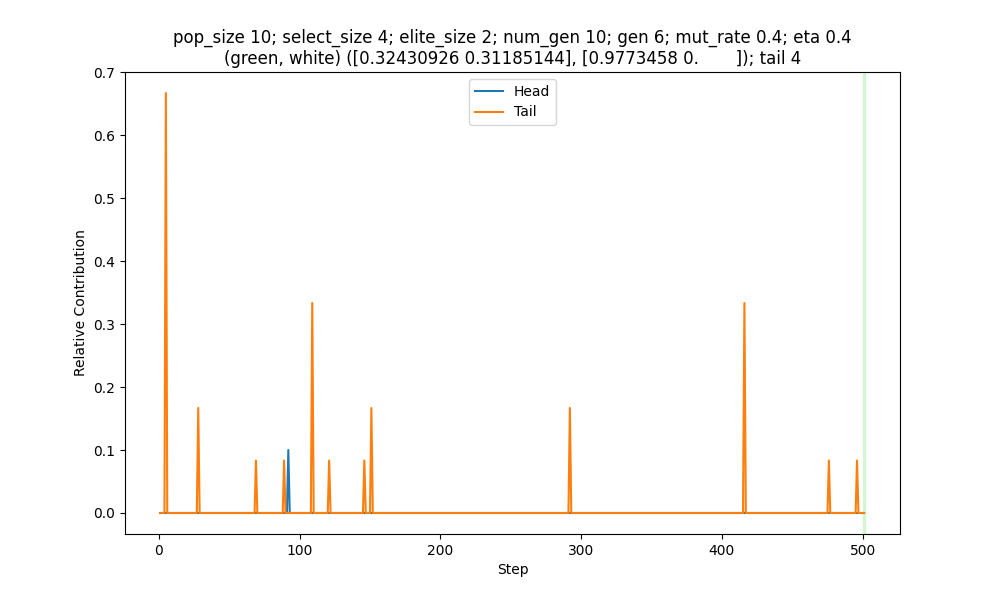 pop_size 10; select_size 4; elite_size 2; num_gen 10; gen 6; mut_rate 0.4; eta 0.4
(green, white) ([0.32430926 0.31185144], [0.9773458 0.       ]); tail 4
Head
Tail
Relative Contribution
0.7
0.6
0.5
0.4
0.3
0.2
0.1
0.0
0 100 200 300 400 500
Step